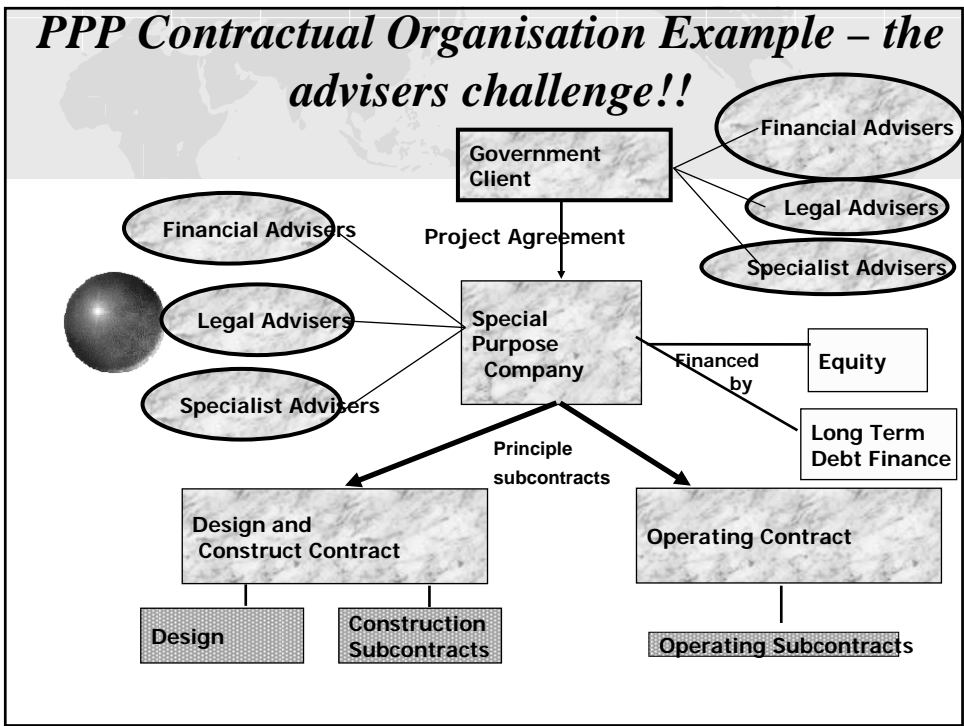 PPP Contractual Organisation Example – the
advisers challenge!!
Financial Advisers
Government
Client
Legal Advisers
Financial Advisers
Project Agreement
Specialist Advisers
Legal Advisers
Special
Purpose
Company
Financed
by
Equity
Specialist Advisers
Long Term
Debt Finance
Principle
subcontracts
Design and
Construct Contract
Operating Contract
Design
Construction
Subcontracts
Operating Subcontracts